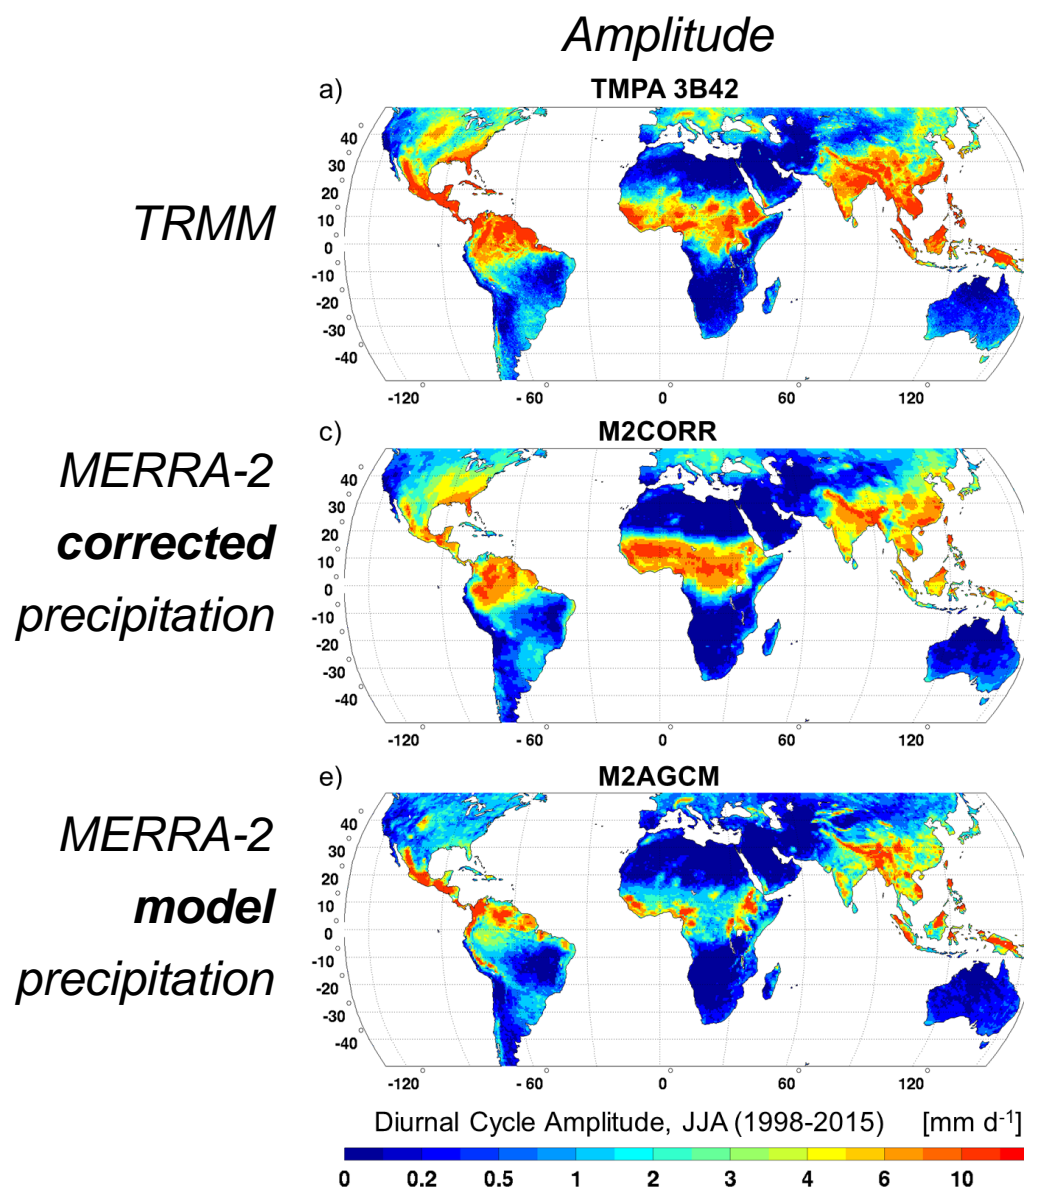 Amplitude
a)
TMPA 3B42
TRMM
40
30
20
10
0
-10
-20
-30
-40
-120 - 60 0 60 120
c)
M2CORR
MERRA-2
corrected
precipitation
40
30
20
10
0
-10
-20
-30
-40
-120 - 60 0 60 120
e)
M2AGCM
MERRA-2
model
precipitation
40
30
20
10
0
-10
-20
-30
-40
-120 - 60 0 60 120
Diurnal Cycle Amplitude, JJA (1998-2015) [mm d-1]
0 0.2 0.5 1 2 3 4 6 10